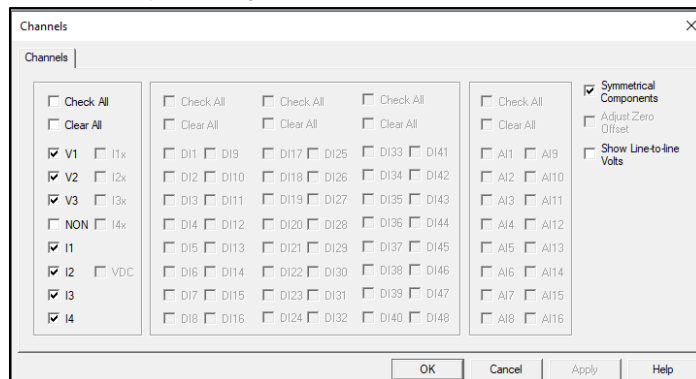 Channels
Channels
Check All Check All Check All Check All Check All Symmetrical Components
Clear All Clear All Clear All Clear All Clear All Adjust Zero Offset
V1 I1x DI1 DI9 DI17 DI25 DI33 DI41 AI1 AI9 Show Line-to-line Volts
V2 I2x DI2 DI10 DI18 DI26 DI34 DI42 AI2 AI10
V3 I3x DI3 DI11 DI19 DI27 DI35 DI43 AI3 AI11
NON I4x DI4 DI12 DI20 DI28 DI36 DI44 AI4 AI12
I1 DI5 DI13 DI21 DI29 DI37 DI45 AI5 AI13
I2 VDC DI6 DI14 DI22 DI30 DI38 DI46 AI6 AI14
I3 DI7 DI15 DI23 DI31 DI39 DI47 AI7 AI15
I4 DI8 DI16 DI24 DI32 DI40 DI48 AI8 AI16
OK Cancel Apply Help